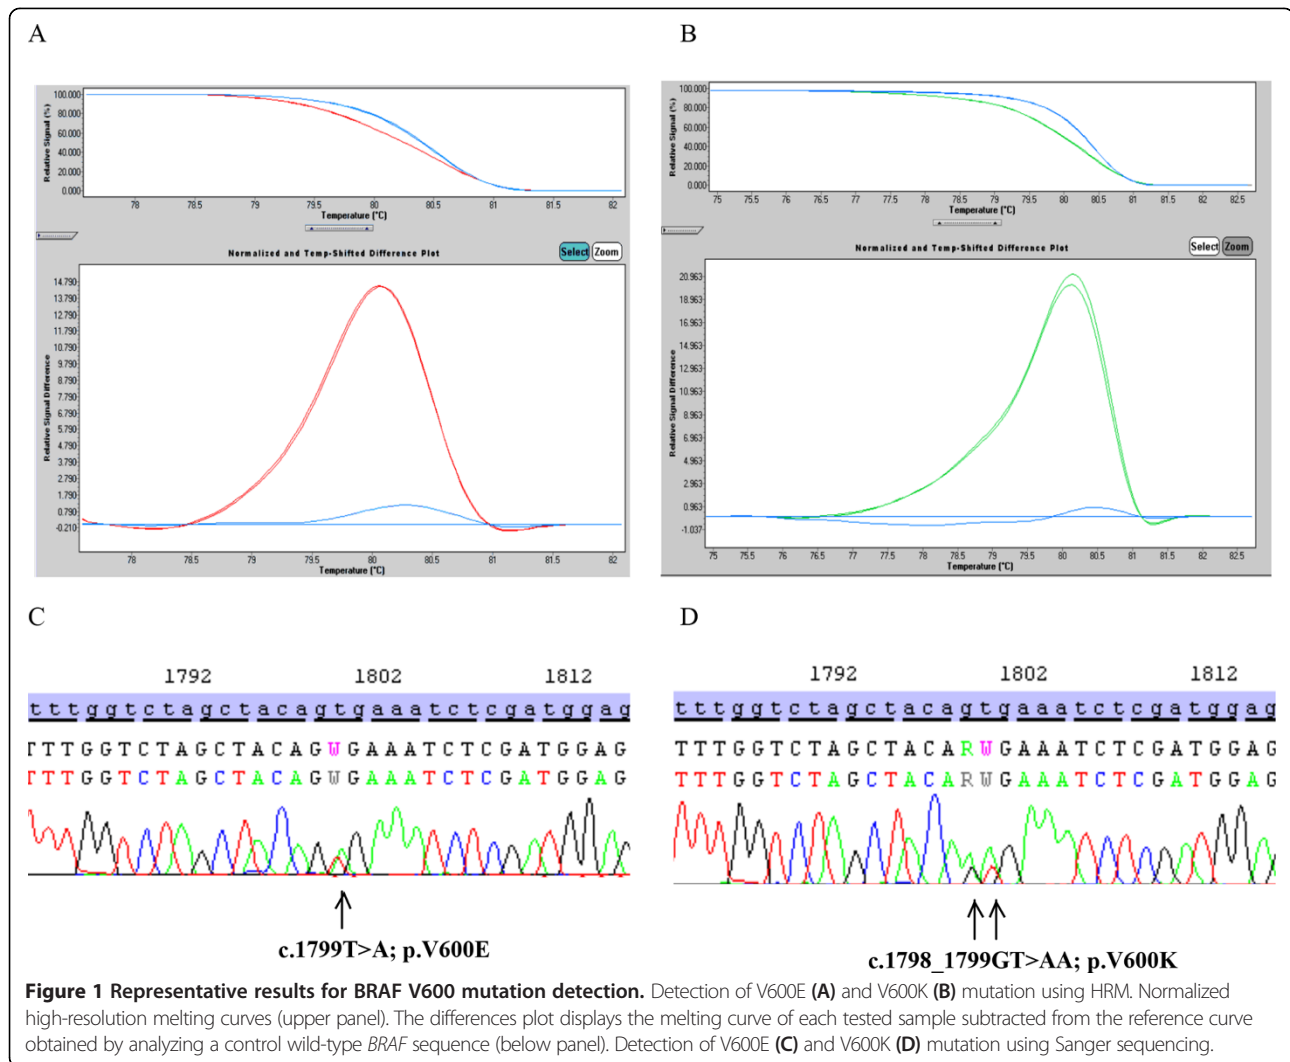 A
B
100.000
80.000
60.000
40.000
20.000
0.000
Relative Signal (%)
78 78.5 79 79.5 80 80.5 81 81.5 82
Temperature (°C)
Normalized and Temp-Shifted Difference Plot
Select Zoom
14.790
13.790
12.790
11.790
10.790
9.790
8.790
7.790
6.790
5.790
4.790
3.790
2.790
1.790
0.790
-0.210
Relative Signal Difference
78 78.5 79 79.5 80 80.5 81 81.5 82
Temperature (°C)
100.000
80.000
60.000
40.000
20.000
0.000
Relative Signal (%)
75 75.5 76 76.5 77 77.5 78 78.5 79 79.5 80 80.5 81 81.5 82 82.5
Temperature (°C)
Normalized and Temp-Shifted Difference Plot
Select Zoom
20.963
18.963
16.963
14.963
12.963
10.963
8.963
6.963
4.963
2.963
0.963
-1.037
Relative Signal Difference
75 75.5 76 76.5 77 77.5 78 78.5 79 79.5 80 80.5 81 81.5 82 82.5
Temperature (°C)
C
1792 1802 1812
tttggtctagctacagtgaaatctcgatggag
TTTGGTCTAGCTACAGWGAAATCTCGATGGAG
TTTGGTCTAGCTACAGWGAAATCTCGATGGAG
c.1799T>A; p.V600E
D
1792 1802 1812
tttggtctagctacagtgaaatctcgatggag
TTTGGTCTAGCTACARWGAAATCTCGATGGAG
TTTGGTCTAGCTACARWGAAATCTCGATGGAG
c.1798_1799GT>AA; p.V600K
Figure 1 Representative results for BRAF V600 mutation detection. Detection of V600E (A) and V600K (B) mutation using HRM. Normalized
high-resolution melting curves (upper panel). The differences plot displays the melting curve of each tested sample subtracted from the reference curve
obtained by analyzing a control wild-type BRAF sequence (below panel). Detection of V600E (C) and V600K (D) mutation using Sanger sequencing.